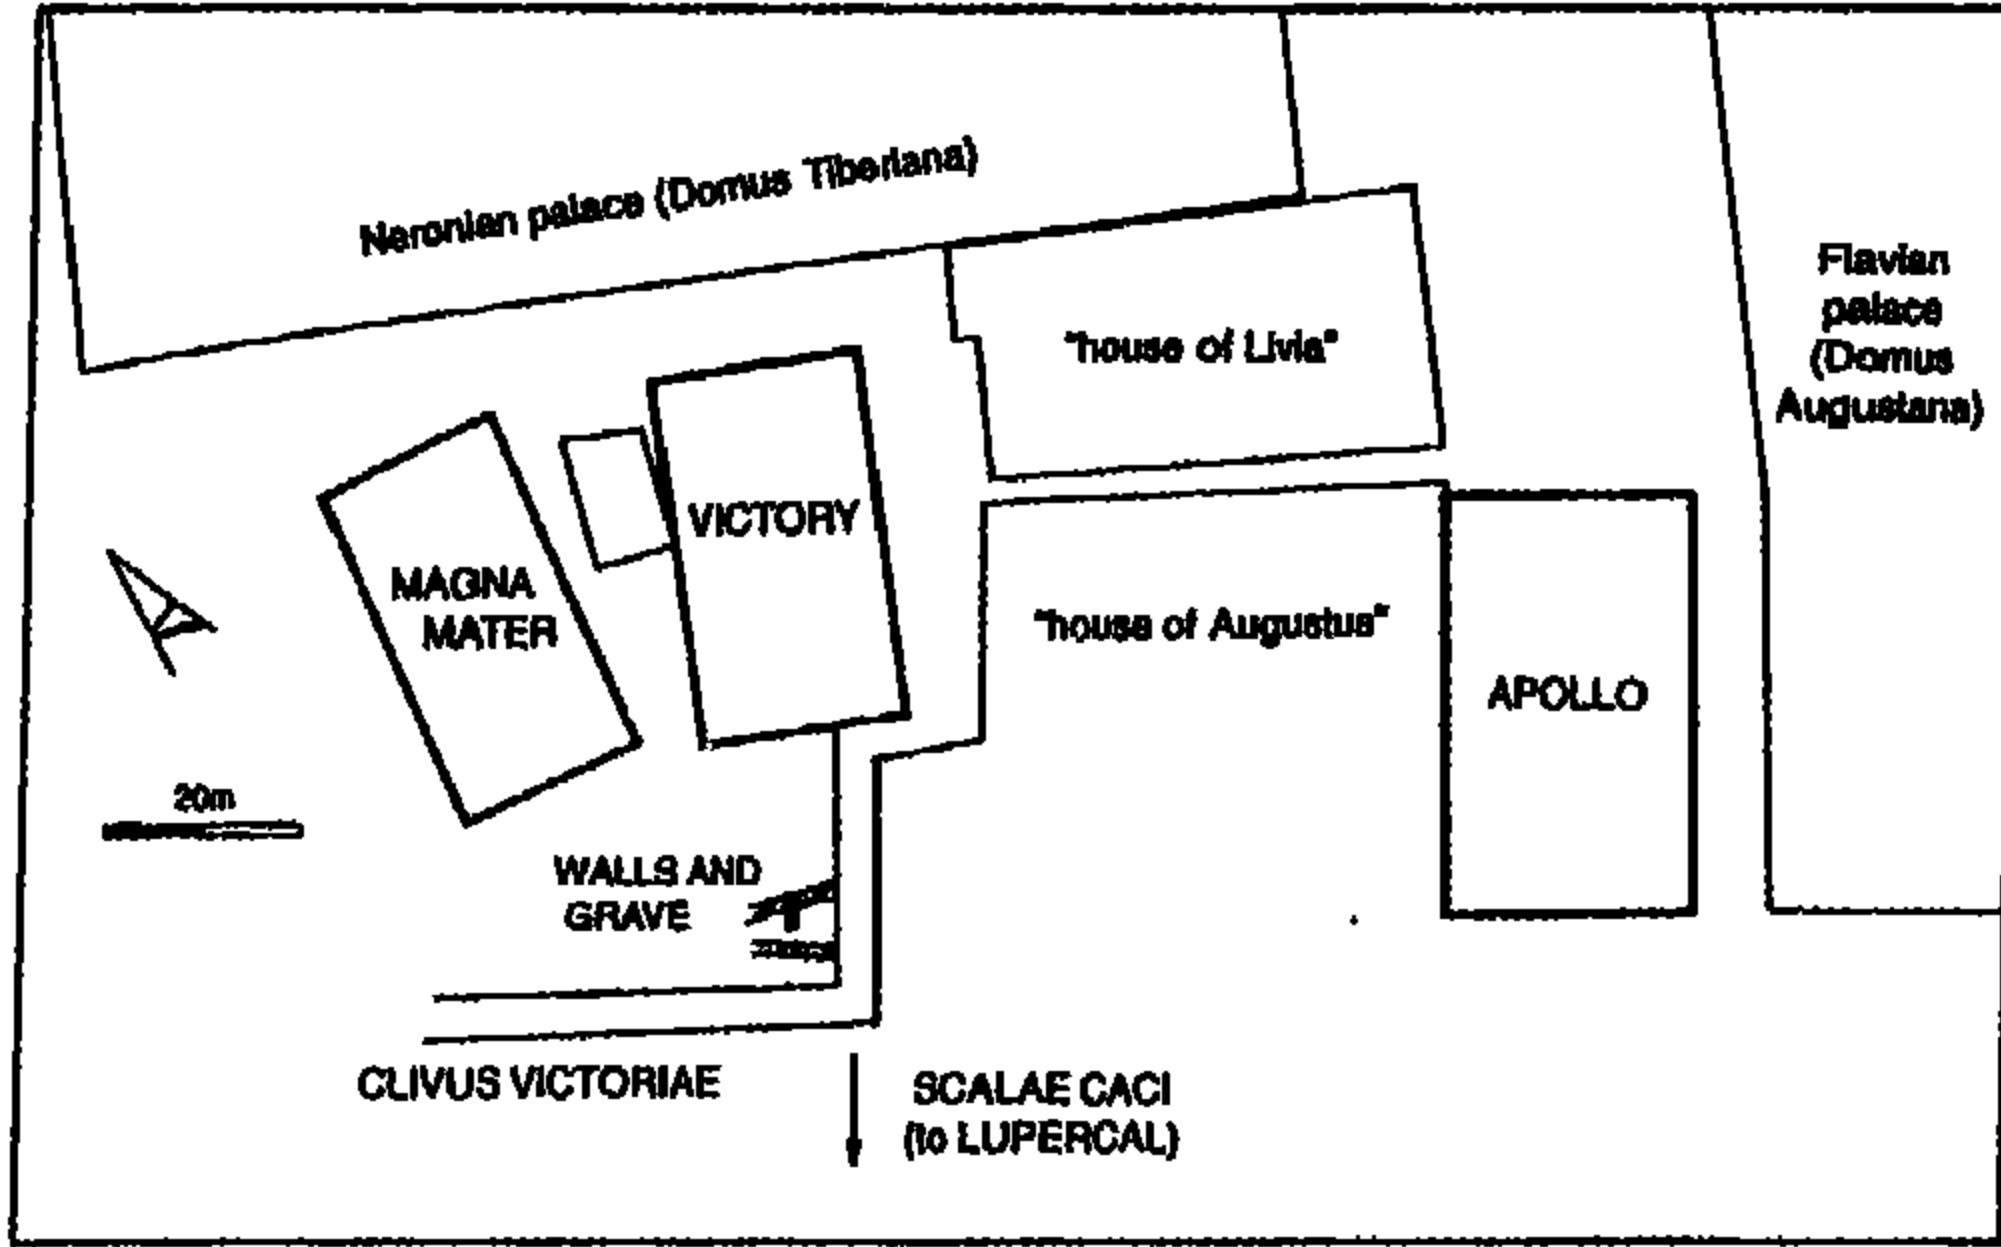 Neronian palace (Domus Tiberiana)
Flavian
palace
(Domus
Augustana)
"house of Livia"
VICTORY
MAGNA
MATER
"house of Augustus"
APOLLO
20m
WALLS AND
GRAVE
CLIVUS VICTORIAE
SCALAE CACI
(to LUPERCAL)